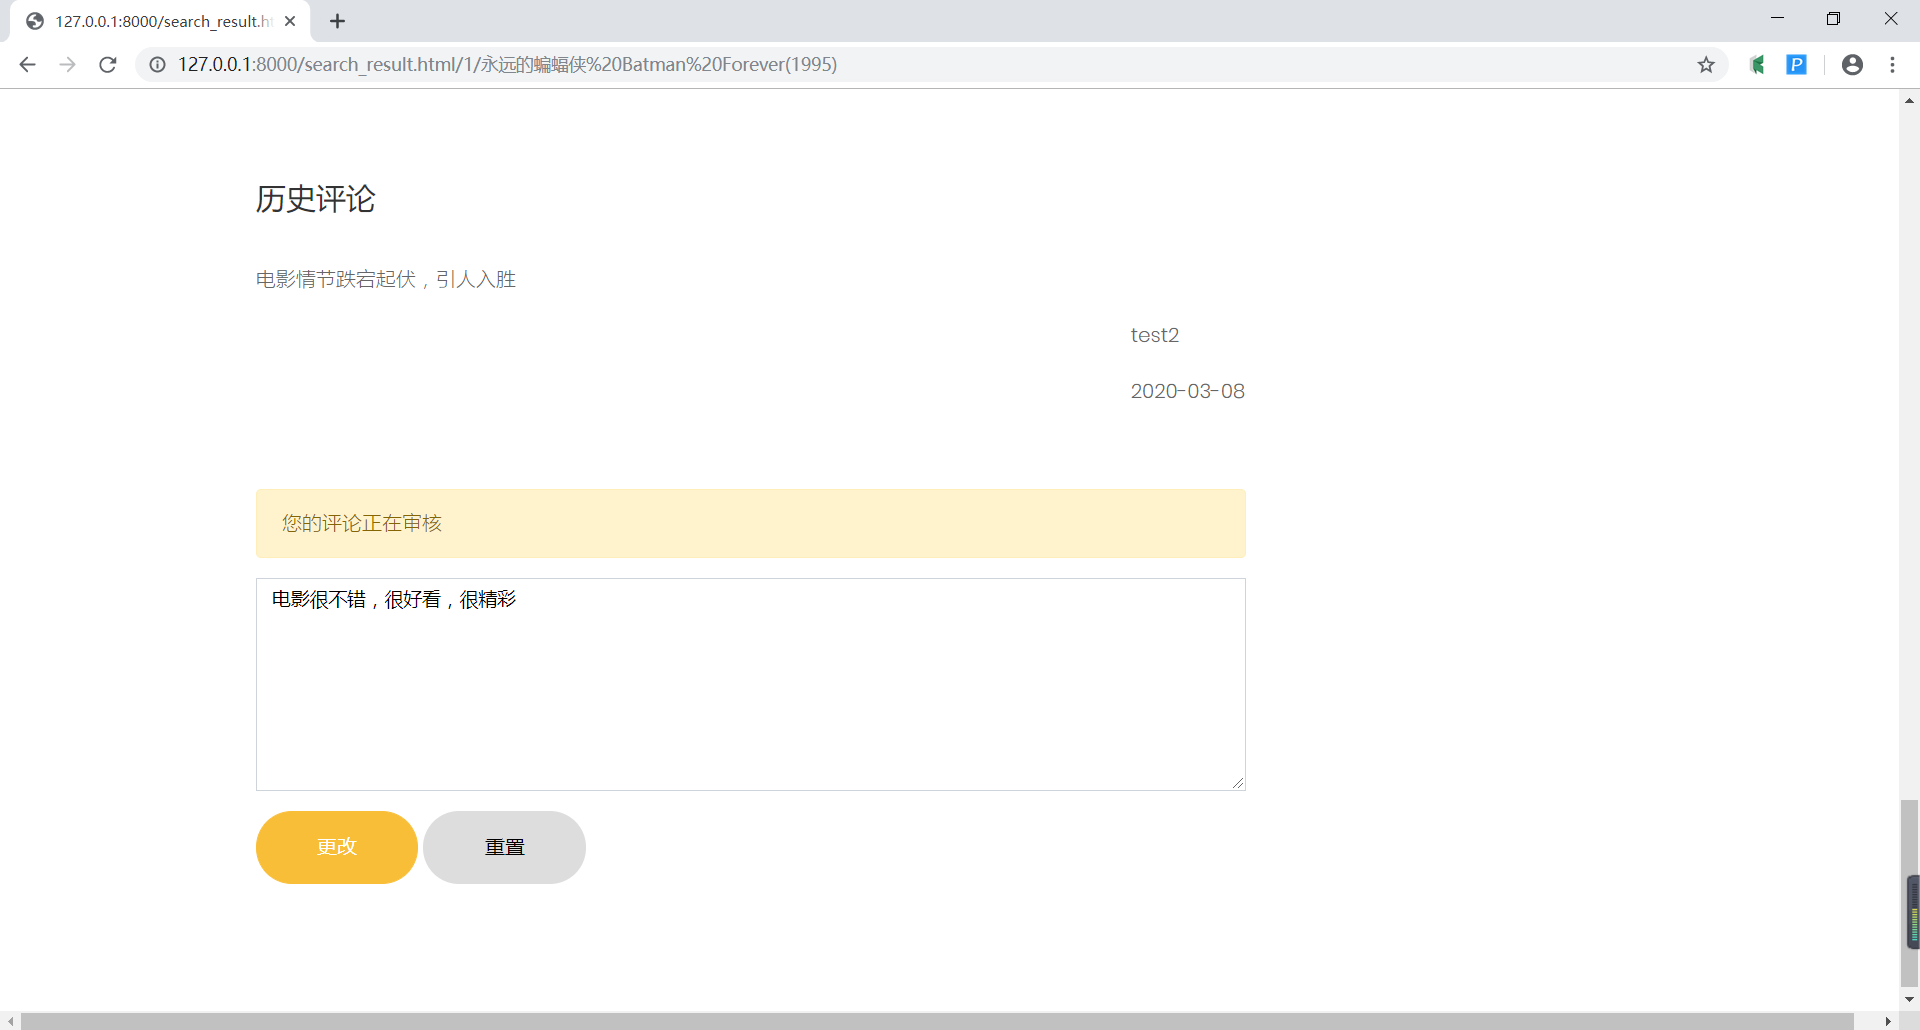 127.0.0.1:8000/search_result.ht
127.0.0.1:8000/search_result.html/1/永远的蝙蝠侠%20Batman%20Forever(1995)
P
历史评论
电影情节跌宕起伏，引人入胜
test2
2020-03-08
您的评论正在审核
电影很不错，很好看，很精彩
更改 重置